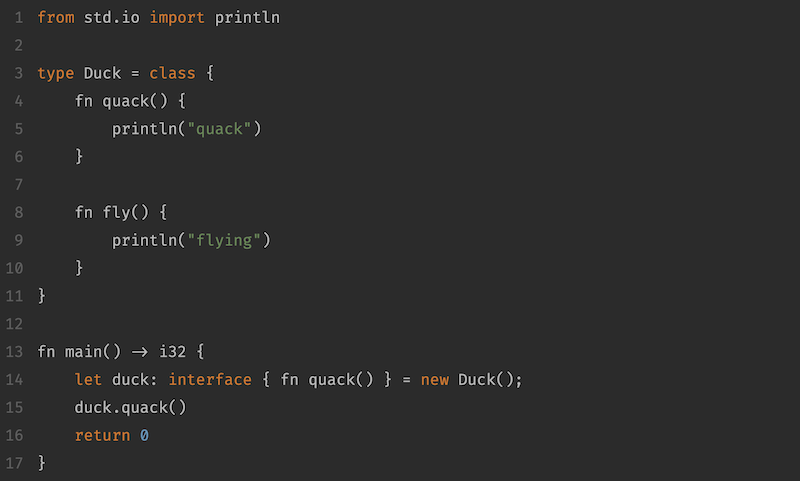 1 from std.io import println
2
3 type Duck = class {
4     fn quack() {
5         println("quack")
6     }
7
8     fn fly() {
9         println("flying")
10     }
11 }
12
13 fn main() → i32 {
14     let duck: interface { fn quack() } = new Duck();
15     duck.quack()
16     return 0
17 }